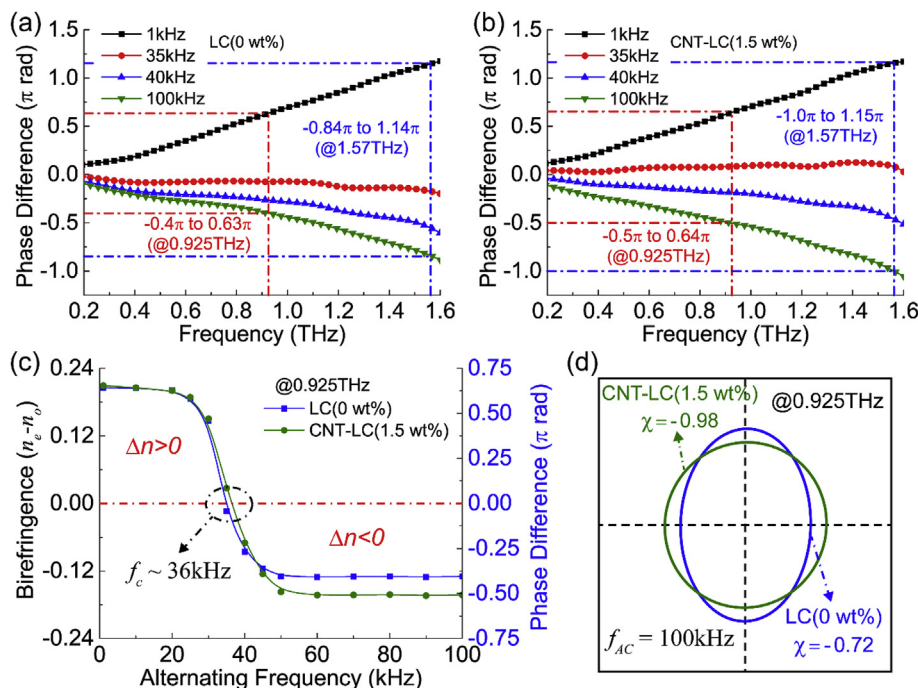 (a)
1.5
1.0
0.5
0.0
-0.5
-1.0
Phase Difference (π rad)
1kHz
LC(0 wt%)
35kHz
40kHz
100kHz
-0.84π to 1.14π
(@1.57THz)
-0.4π to 0.63π
(@0.925THz)
0.2 0.4 0.6 0.8 1.0 1.2 1.4 1.6
Frequency (THz)
(b)
1.5
1.0
0.5
0.0
-0.5
-1.0
Phase Difference (π rad)
1kHz
CNT-LC(1.5 wt%)
35kHz
40kHz
100kHz
-1.0π to 1.15π
(@1.57THz)
-0.5π to 0.64π
(@0.925THz)
0.2 0.4 0.6 0.8 1.0 1.2 1.4 1.6
Frequency (THz)
(c)
0.24
0.12
0.00
-0.12
-0.24
Birefringence (nₑ-nₒ)
@0.925THz
LC(0 wt%)
CNT-LC(1.5 wt%)
Δn>0
Δn<0
f_c ~ 36kHz
0.75
0.50
0.25
0.00
-0.25
-0.50
-0.75
Phase Difference (π rad)
0 20 40 60 80 100
Alternating Frequency (kHz)
(d)
CNT-LC(1.5 wt%)
χ=-0.98
@0.925THz
LC(0 wt%)
χ=-0.72
f_AC = 100kHz